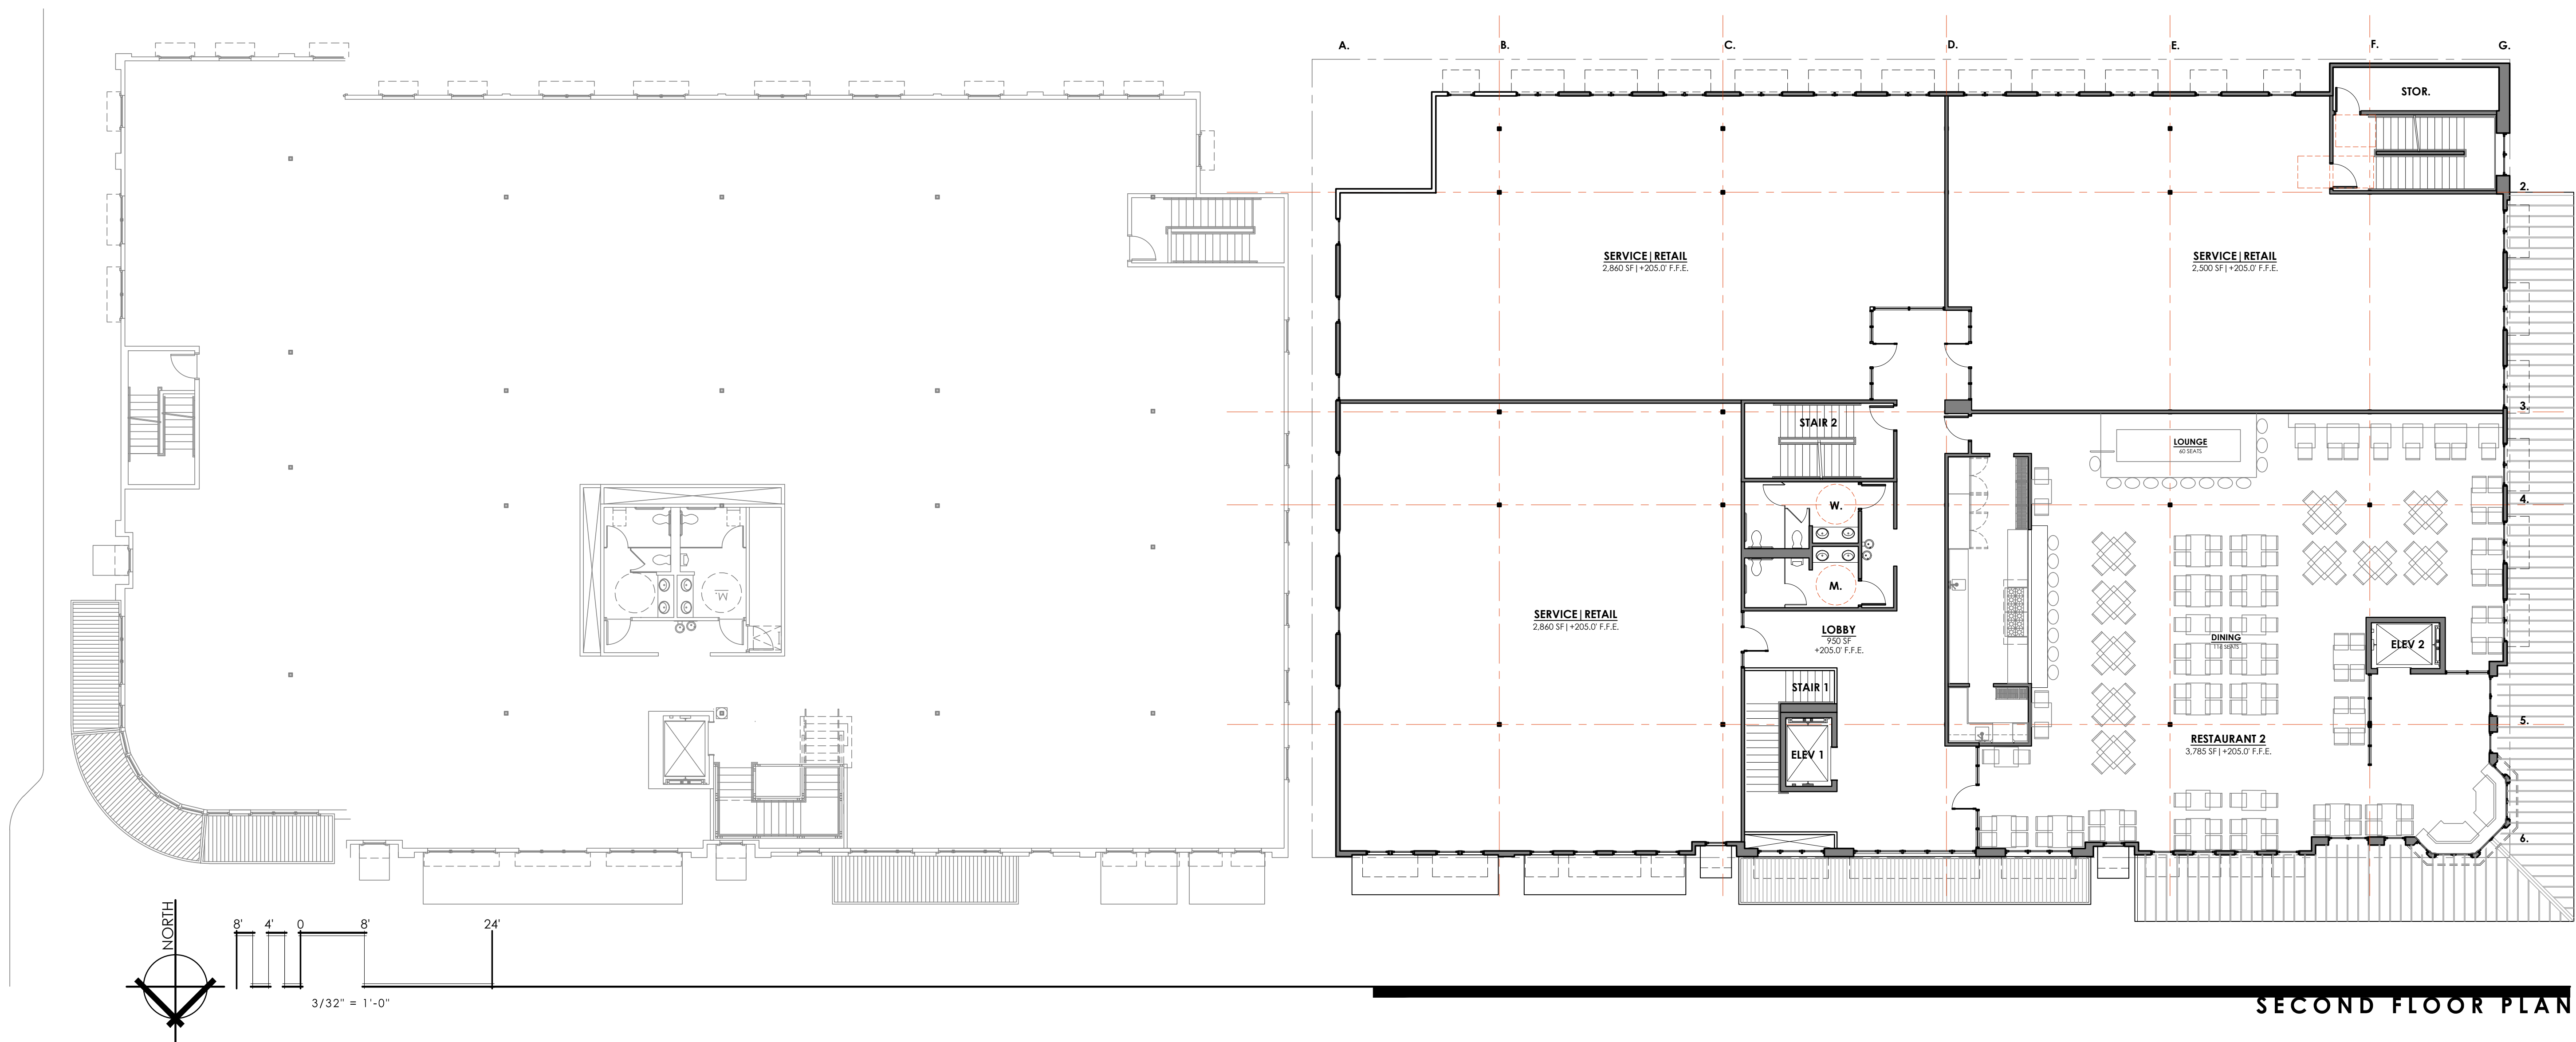 A.
B.
C.
D.
E.
F.
G.
STOR.
2.
SERVICE|RETAIL
2,860 SF|+205.0' F.F.E.
SERVICE|RETAIL
2,500 SF|+205.0' F.F.E.
3.
STAIR 2
LOUNGE
60 SEATS
4.
W.
M.
M.
SERVICE|RETAIL
2,860 SF|+205.0' F.F.E.
LOBBY
950 SF
+205.0' F.F.E.
DINING
ELEV 2
STAIR 1
5.
RESTAURANT 2
3,785 SF|+205.0' F.F.E.
ELEV 1
6.
NORTH
8' 4' 0 8' 24'
3/32" = 1'-0"
SECOND FLOOR PLAN